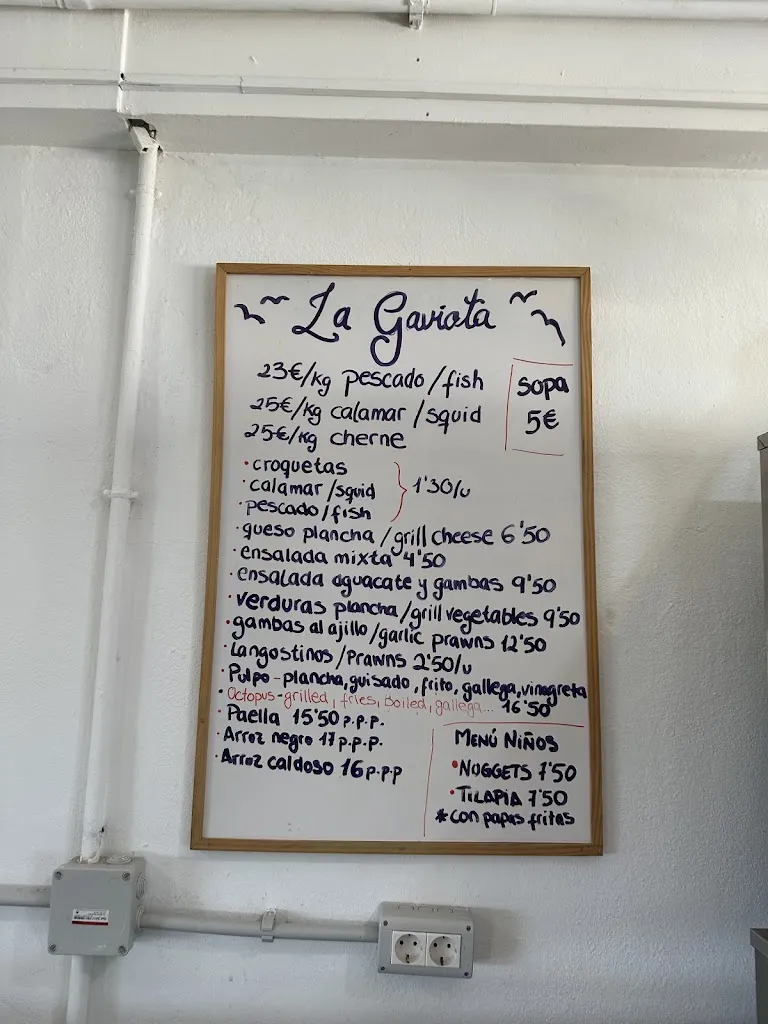 La Gaviota
23€/kg pescado/fish
25€/kg calamar/squid
25€/kg cherne
Sopa
5€
· croquetas
· calamar/squid
· pescado/fish
1'30/u
· queso plancha/grill cheese 6'50
· ensalada mixta 4'50
· ensalada aguacate y gambas 9'50
· verduras plancha/grill vegetables 9'50
· gambas al ajillo/garlic prawns 12'50
· Langostinos/Prawns 2'50/u
· Pulpo - plancha, guisado, frito, gallega, vinagreta
· Octopus - grilled, fries, boiled, gallega... 16'50
· Paella 15'50 p.p.p.
· Arroz negro 17 p.p.p.
· Arroz caldoso 16 p.p.p
Menú Niños
· NUGGETS 7'50
· TILAPIA 7'50
* con papas fritas